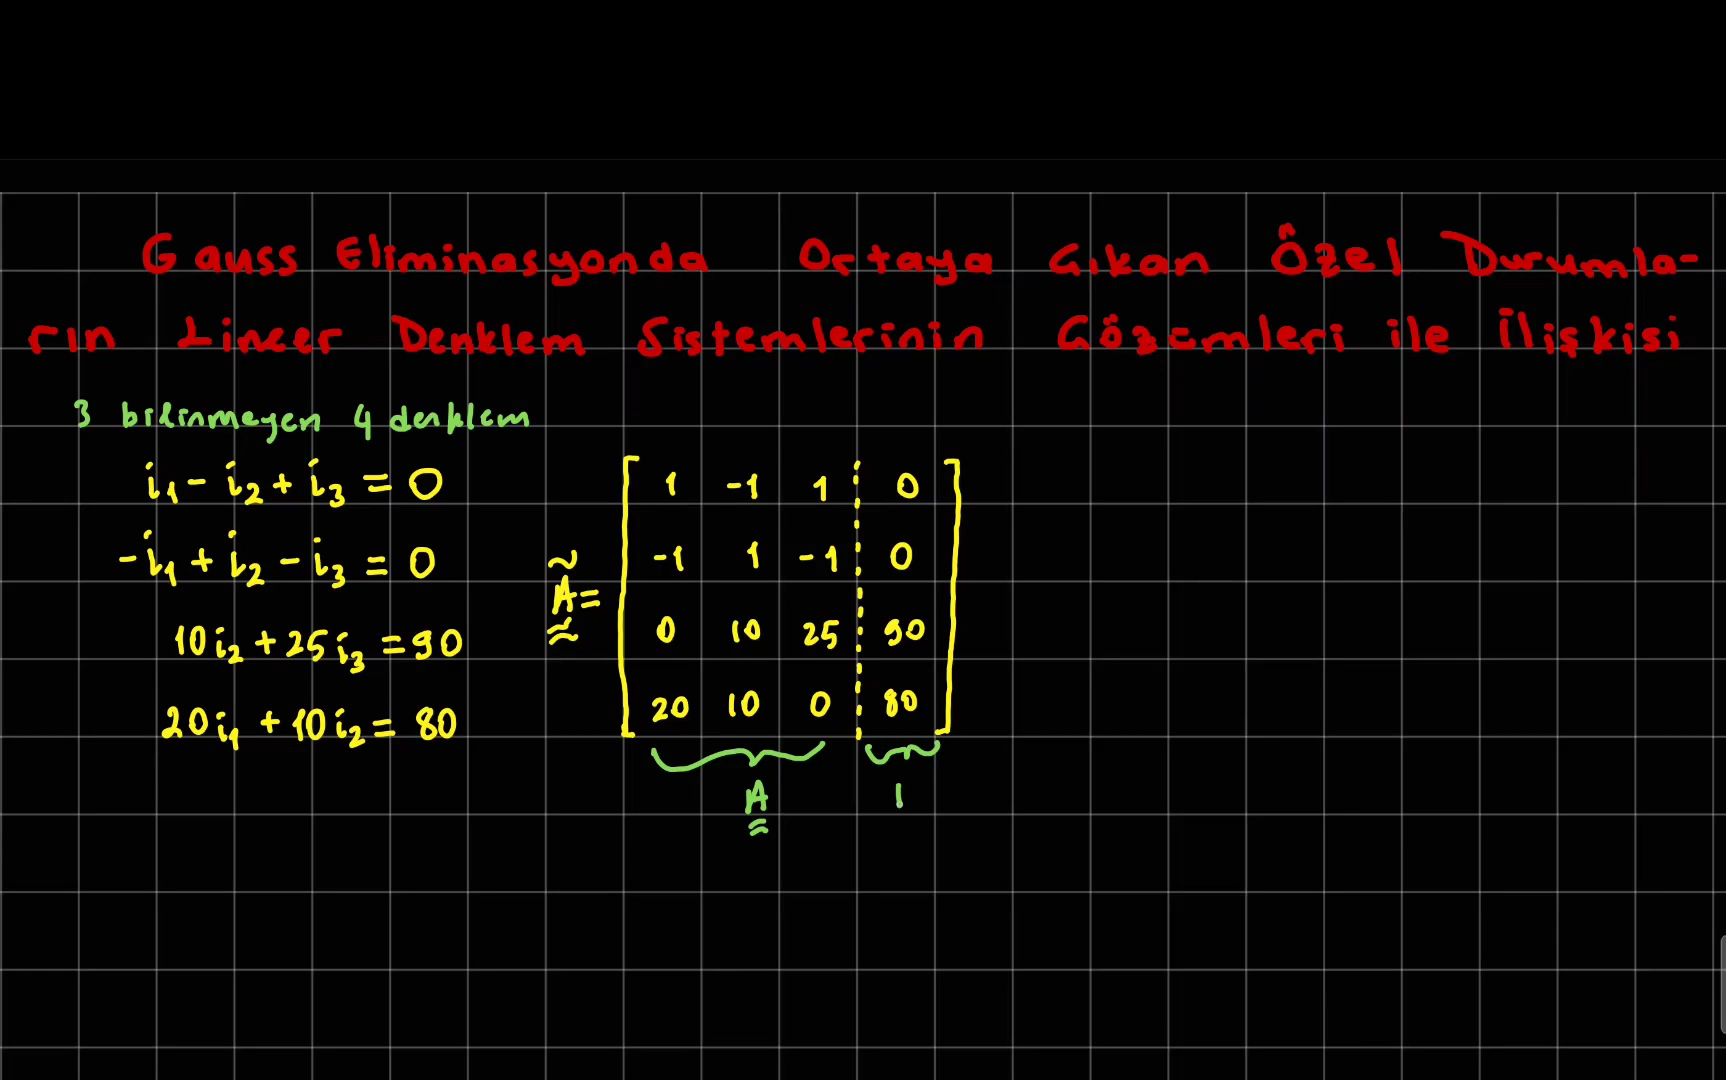 Gauss Eliminasyonda Ortaya Çıkan Özel Durumla-
rın Lineer Denklem Sistemlerinin Çözümleri ile İlişkisi
3 bilinmeyen 4 denklem
i₁ - i₂ + i₃ = 0
-i₁ + i₂ - i₃ = 0
10i₂ + 25i₃ = 90
20i₁ + 10i₂ = 80
Ã =
1 -1 1 0
-1 1 -1 0
0 10 25 90
20 10 0 80
A